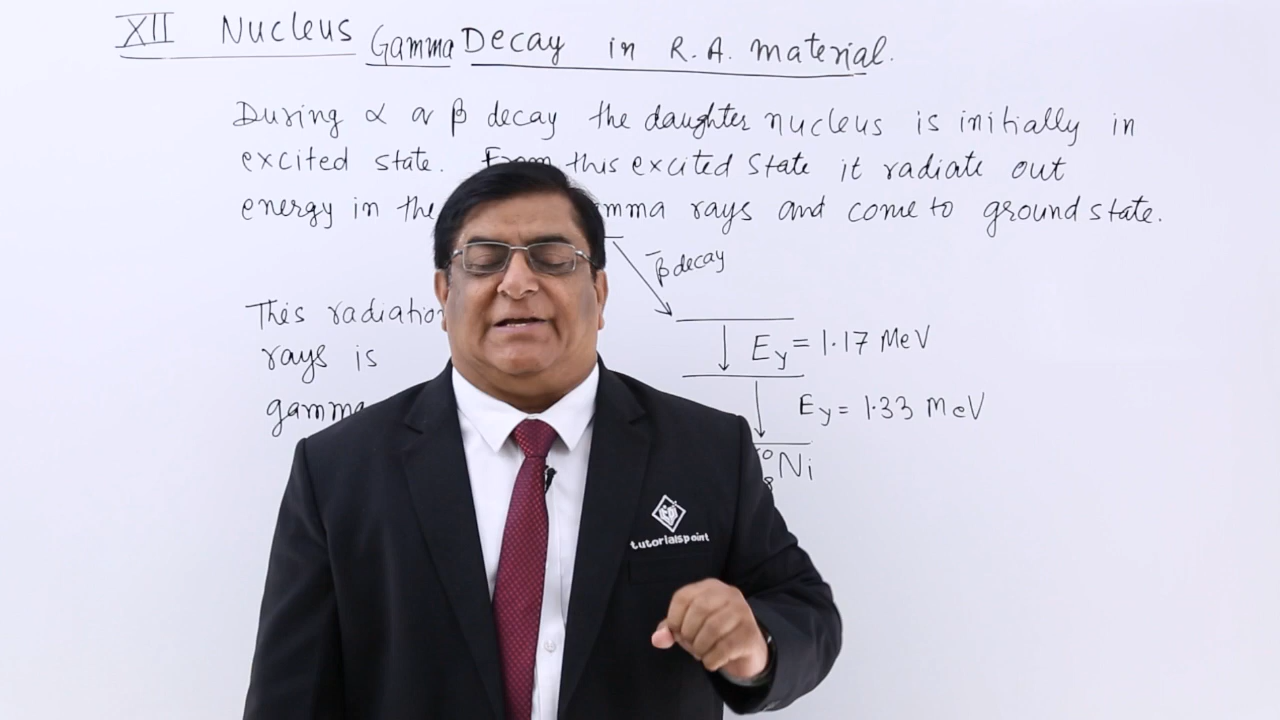 XII Nucleus Gamma Decay in R.A. material.
During α or β decay the daughter nucleus is initially in
excited state. From this excited State it radiate out
energy in the mma rays and come to ground state.
β⁻ decay
This radiatio
rays is
gamma
Eγ = 1.17 MeV
Eγ = 1.33 MeV
Ni
tutorialspoint